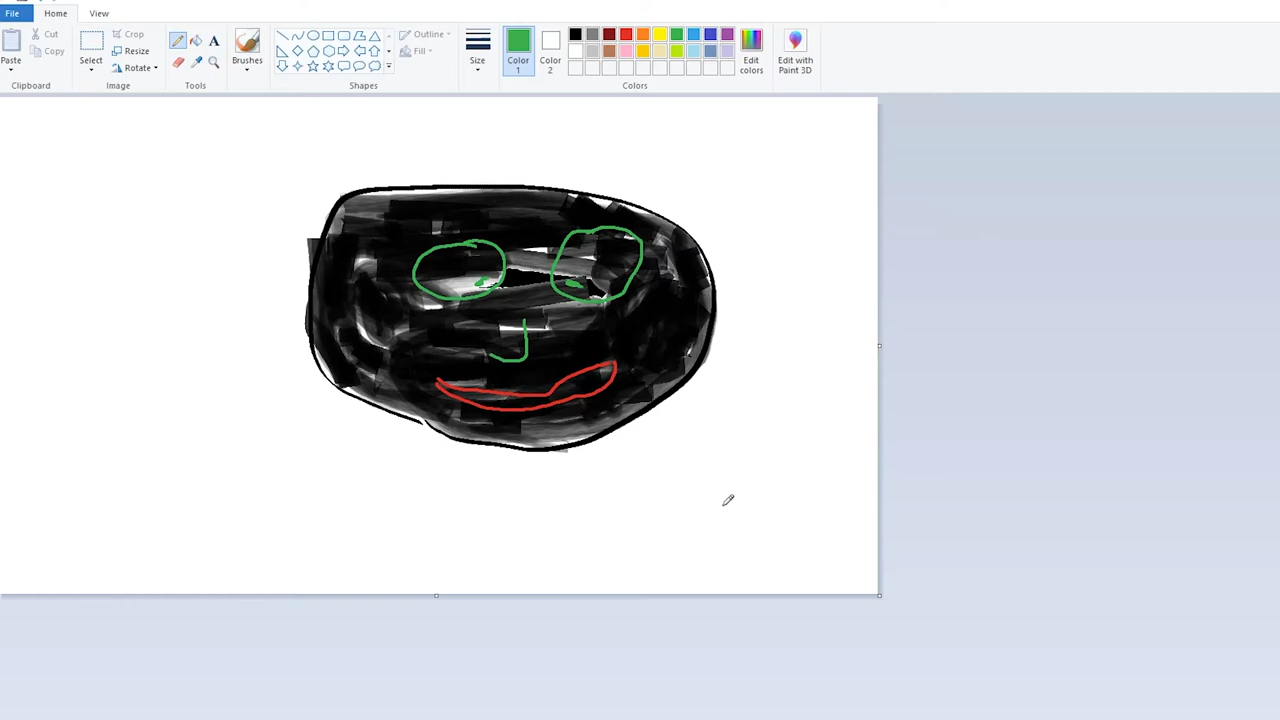 File Home View
Paste Cut Copy
Clipboard
Select Crop Resize Rotate
Image
A
Tools
Brushes
Outline Fill
Shapes
Size
Color 1
Color 2
Edit colors
Colors
Edit with Paint 3D